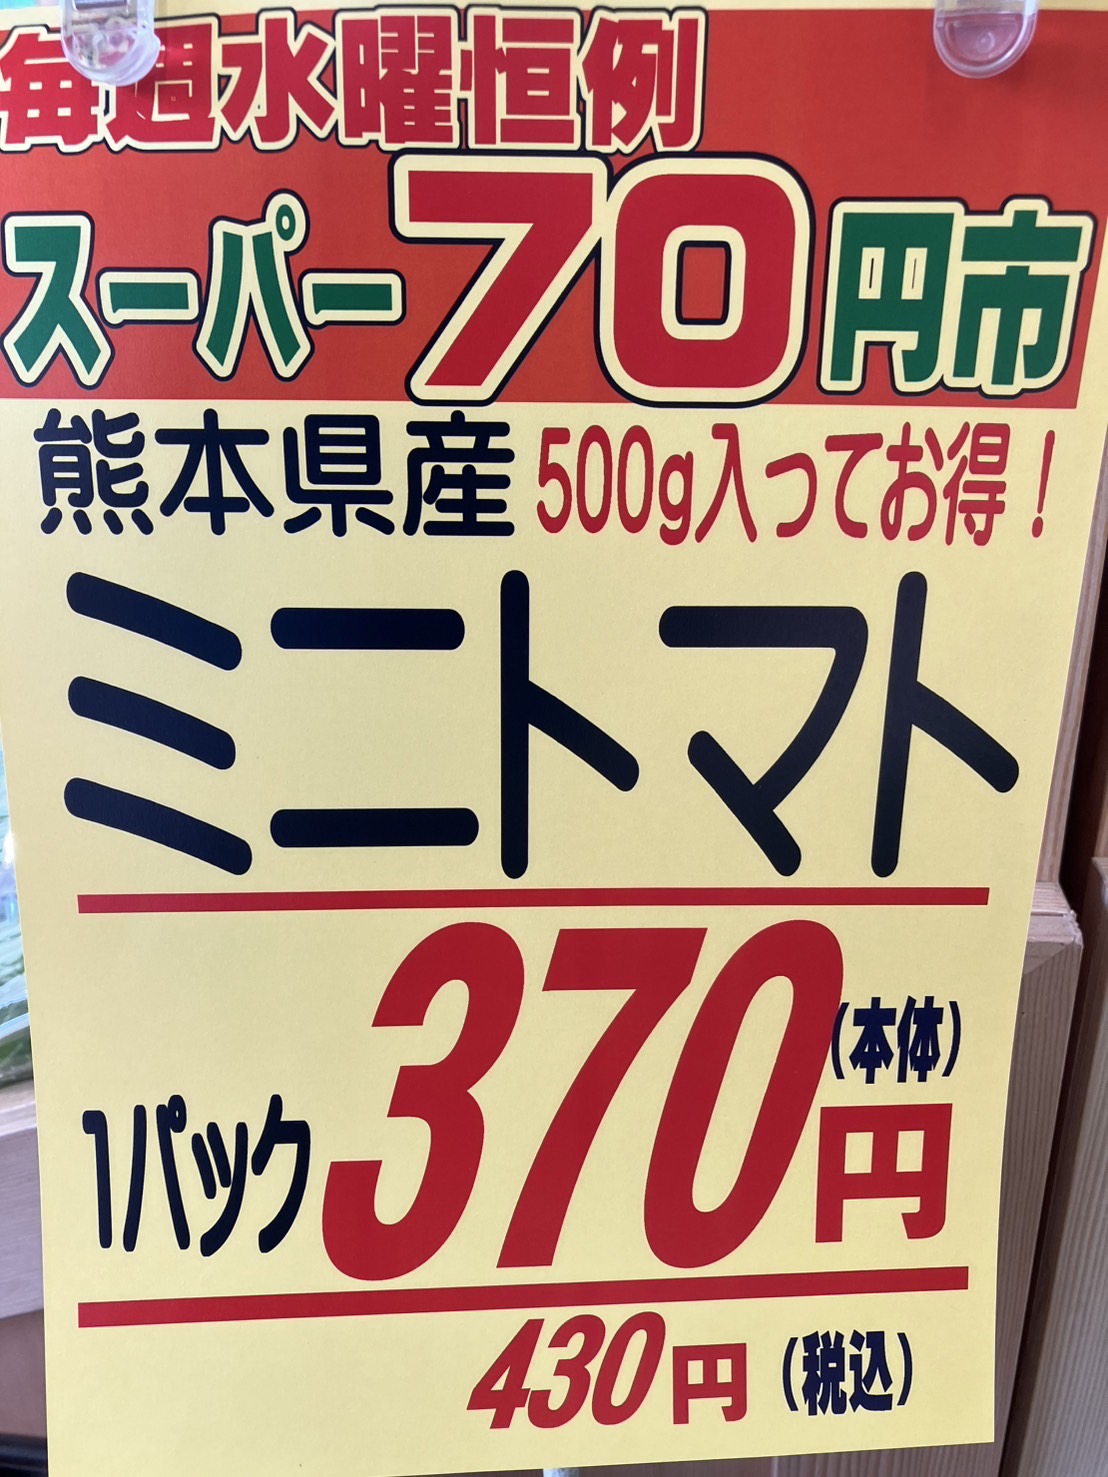 毎週水曜恒例
スーパー70円市
熊本県産 500g入ってお得！
ミニトマト
1パック 370円 (本体)
430円 (税込)